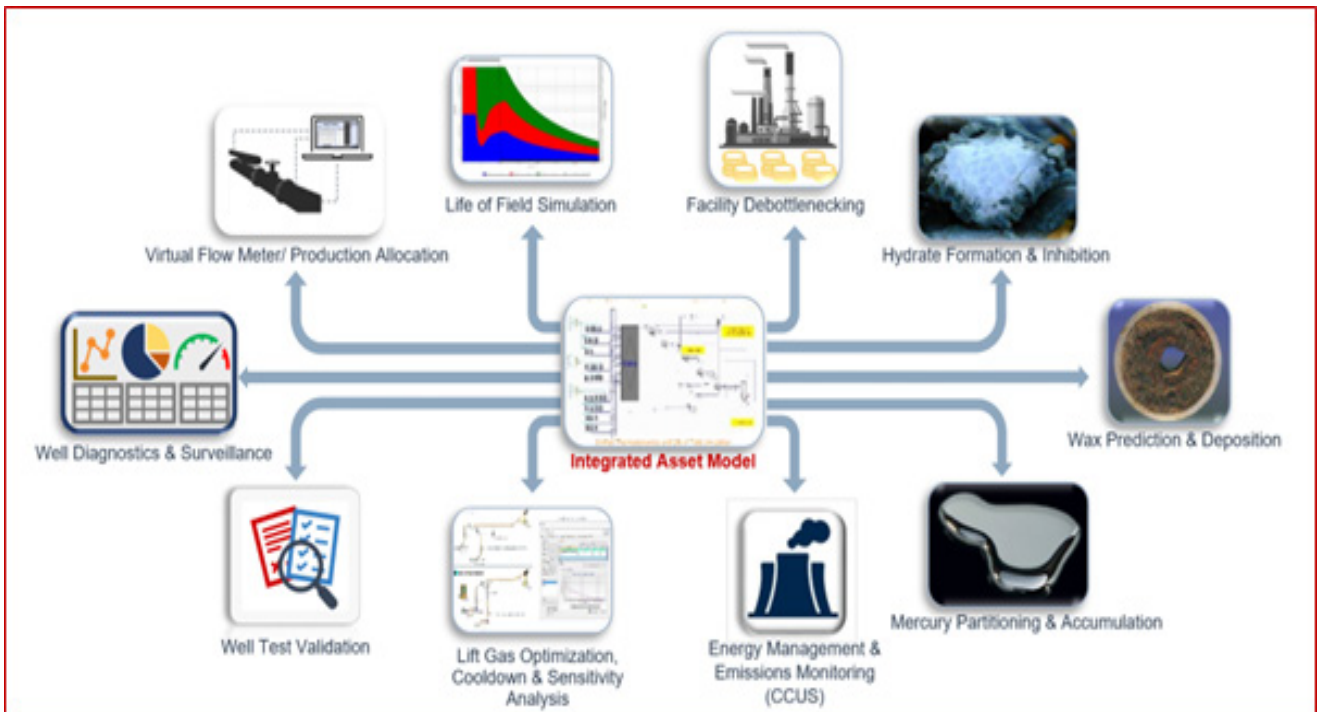 Life of Field Simulation
Facility Debottlenecking
Virtual Flow Meter/ Production Allocation
Hydrate Formation & Inhibition
Integrated Asset Model
Well Diagnostics & Surveillance
Wax Prediction & Deposition
Well Test Validation
Lift Gas Optimization,
Cooldown & Sensitivity
Analysis
Energy Management &
Emissions Monitoring
(CCUS)
Mercury Partitioning & Accumulation